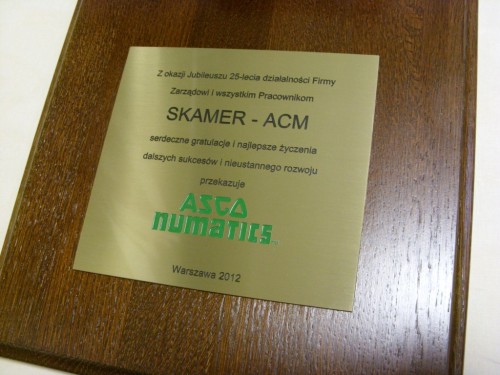 Z okazji Jubileuszu 25-lecia działalności Firmy
Zarządowi i wszystkim Pracownikom
SKAMER - ACM
serdeczne gratulacje i najlepsze życzenia
dalszych sukcesów i nieustannego rozwoju
przekazuje
ASCO
numatics™
Warszawa 2012